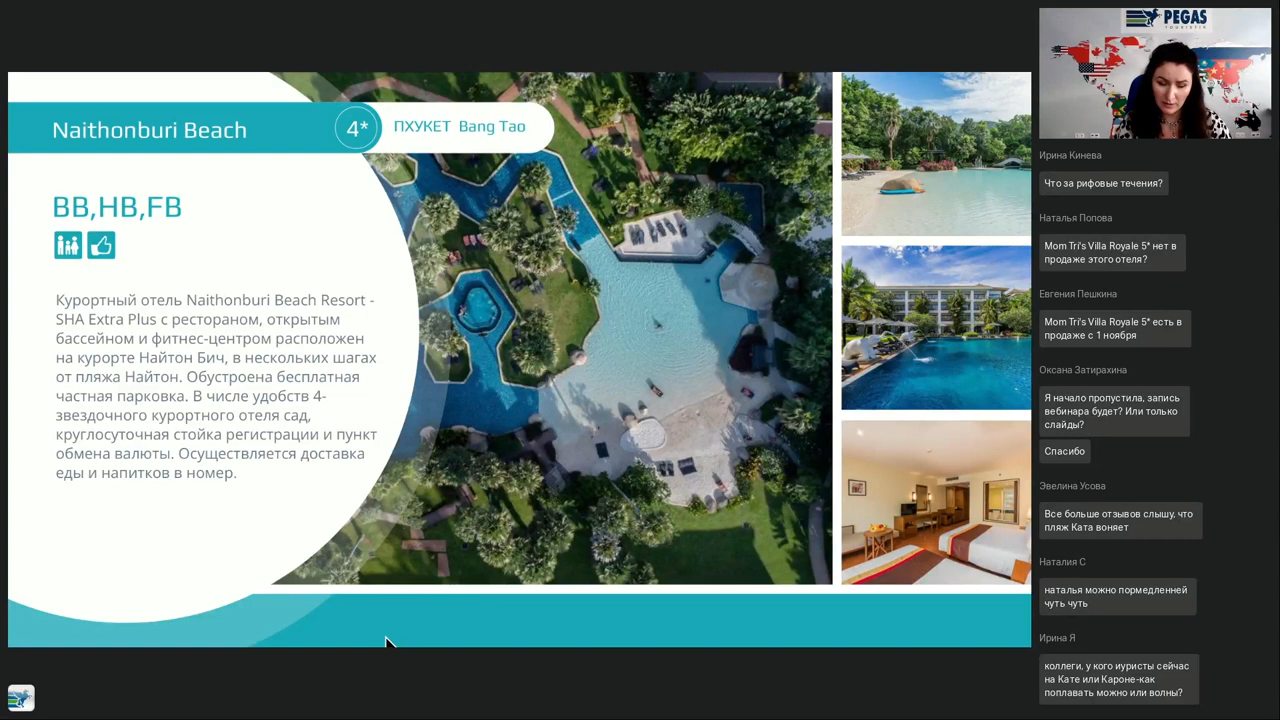 Naithonburi Beach
4*
ПХУКЕТ Bang Tao
BB,HB,FB
Курортный отель Naithonburi Beach Resort -
SHA Extra Plus с рестораном, открытым
бассейном и фитнес-центром расположен
на курорте Найтон Бич, в нескольких шагах
от пляжа Найтон. Обустроена бесплатная
частная парковка. В числе удобств 4-
звездочного курортного отеля сад,
круглосуточная стойка регистрации и пункт
обмена валюты. Осуществляется доставка
еды и напитков в номер.
PEGAS
TOURISTIK
Ирина Кинева
Что за рифовые течения?
Наталья Попова
Mom Tri's Villa Royale 5* нет в
продаже этого отеля?
Евгения Пешкина
Mom Tri's Villa Royale 5* есть в
продаже с 1 ноября
Оксана Затирахина
Я начало пропустила, запись
вебинара будет? Или только
слайды?
Спасибо
Эвелина Усова
Все больше отзывов слышу, что
пляж Ката воняет
Наталия С
наталья можно пормедленней
чуть чуть
Ирина Я
коллеги, у кого иуристы сейчас
на Кате или Кароне-как
поплавать можно или волны?